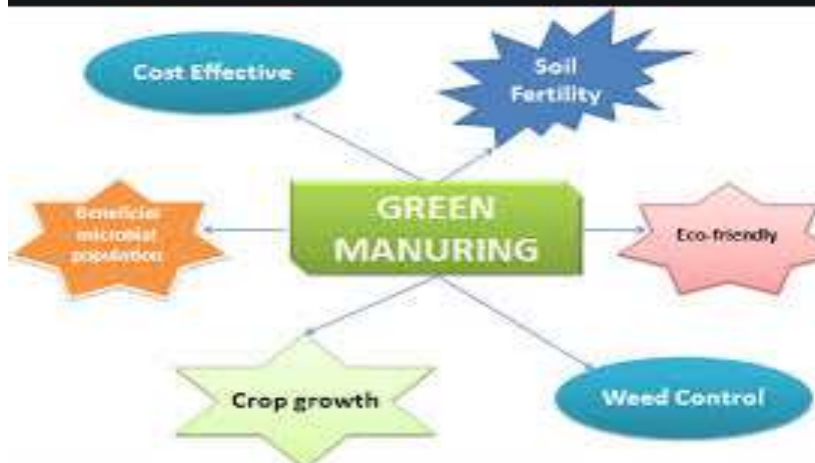 Cost Effective
Soil
Fertility
Beneficial
microbial
population
GREEN
MANURING
Eco-friendly
Crop growth
Weed Control